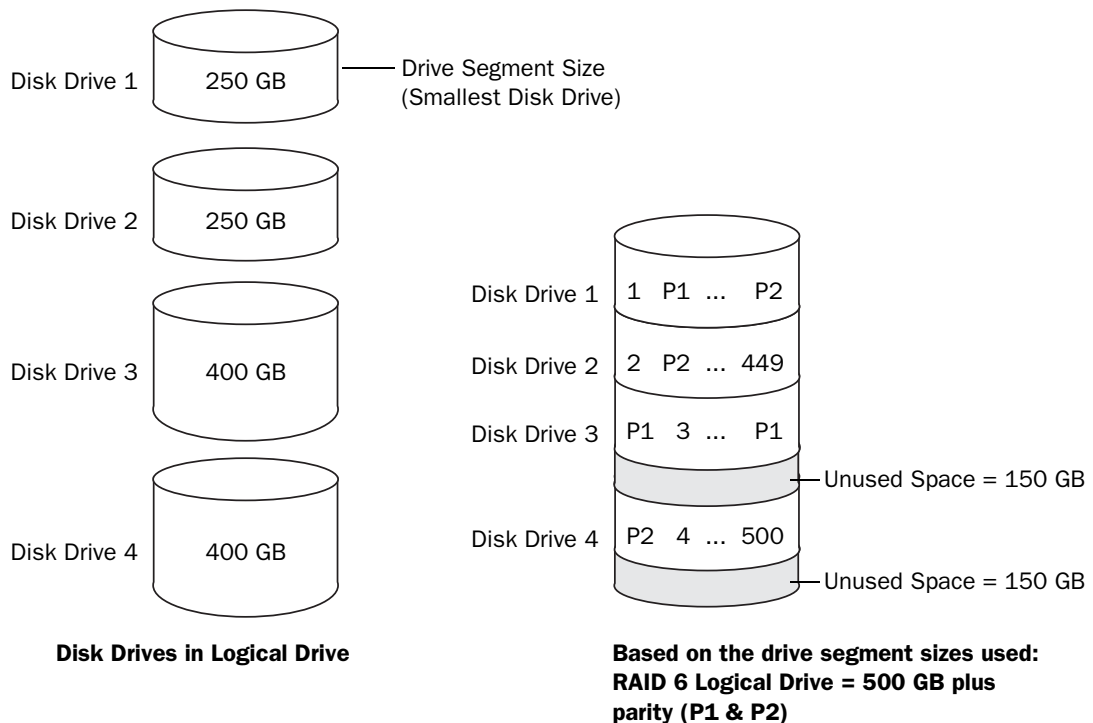 Disk Drive 1
250 GB
Drive Segment Size
(Smallest Disk Drive)
Disk Drive 2
250 GB
Disk Drive 3
400 GB
Disk Drive 4
400 GB
Disk Drives in Logical Drive
Disk Drive 1
1 P1 ... P2
Disk Drive 2
2 P2 ... 449
Disk Drive 3
P1 3 ... P1
Unused Space = 150 GB
Disk Drive 4
P2 4 ... 500
Unused Space = 150 GB
Based on the drive segment sizes used:
RAID 6 Logical Drive = 500 GB plus
parity (P1 & P2)